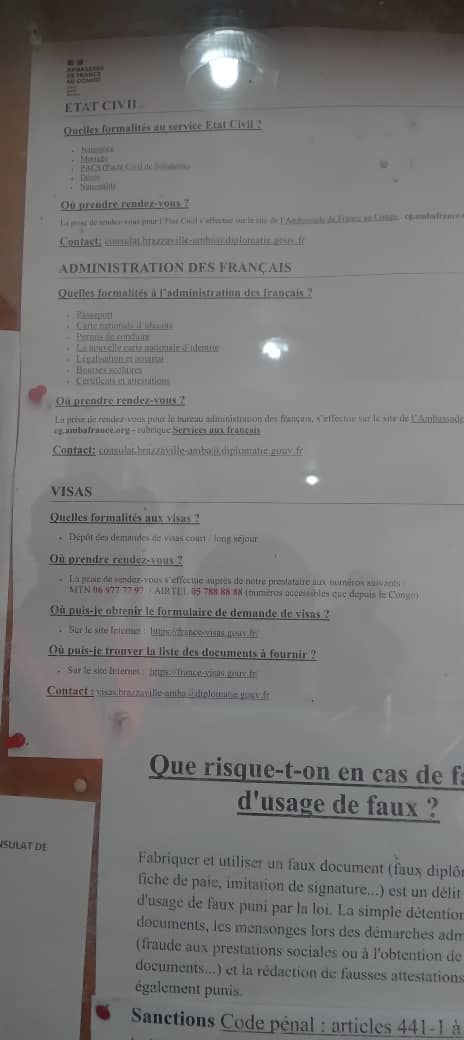 AMBASSADE
DE FRANCE
AU CONGO
ETAT CIVIL
Quelles formalités au service Etat Civil ?
Naissance
Mariage
PACS (Pacte Civil de Solidarité)
Décès
Nationalité
Où prendre rendez-vous ?
La prise de rendez-vous pour l'Etat Civil s'effectue sur le site de l'Ambassade de France au Congo
Contact: consulat.brazzaville-amba@diplomatie.gouv.fr
ADMINISTRATION DES FRANÇAIS
Quelles formalités à l'administration des français ?
Passeport
Carte nationale d'identité
Permis de conduire
La nouvelle carte nationale d'identité
Légalisation et notariat
Bourses scolaires
Certificats et attestations
Où prendre rendez-vous ?
La prise de rendez-vous pour le bureau administration des français, s'effectue sur le site de l'Ambassade
cg.ambafrance.org - rubrique Services aux français
Contact: consulat.brazzaville-amba@diplomatie.gouv.fr
VISAS
Quelles formalités aux visas ?
Dépôt des demandes de visas court / long séjour
Où prendre rendez-vous ?
La prise de rendez-vous s'effectue auprès de notre prestataire aux numéros suivants :
MTN 06 977 77 97 / AIRTEL 05 788 88 88 (numéros accessibles que depuis le Congo)
Où puis-je obtenir le formulaire de demande de visas ?
Sur le site Internet : https://france-visas.gouv.fr/
Où puis-je trouver la liste des documents à fournir ?
Sur le site Internet : https://france-visas.gouv.fr/
Contact : visas.brazzaville-amba@diplomatie.gouv.fr
Que risque-t-on en cas de fa
d'usage de faux ?
NSULAT DE
Fabriquer et utiliser un faux document (faux diplôm
fiche de paie, imitation de signature...) est un délit
d'usage de faux puni par la loi. La simple détention
documents, les mensonges lors des démarches adm
(fraude aux prestations sociales ou à l'obtention de
documents...) et la rédaction de fausses attestations
également punis.
Sanctions Code pénal : articles 441-1 à